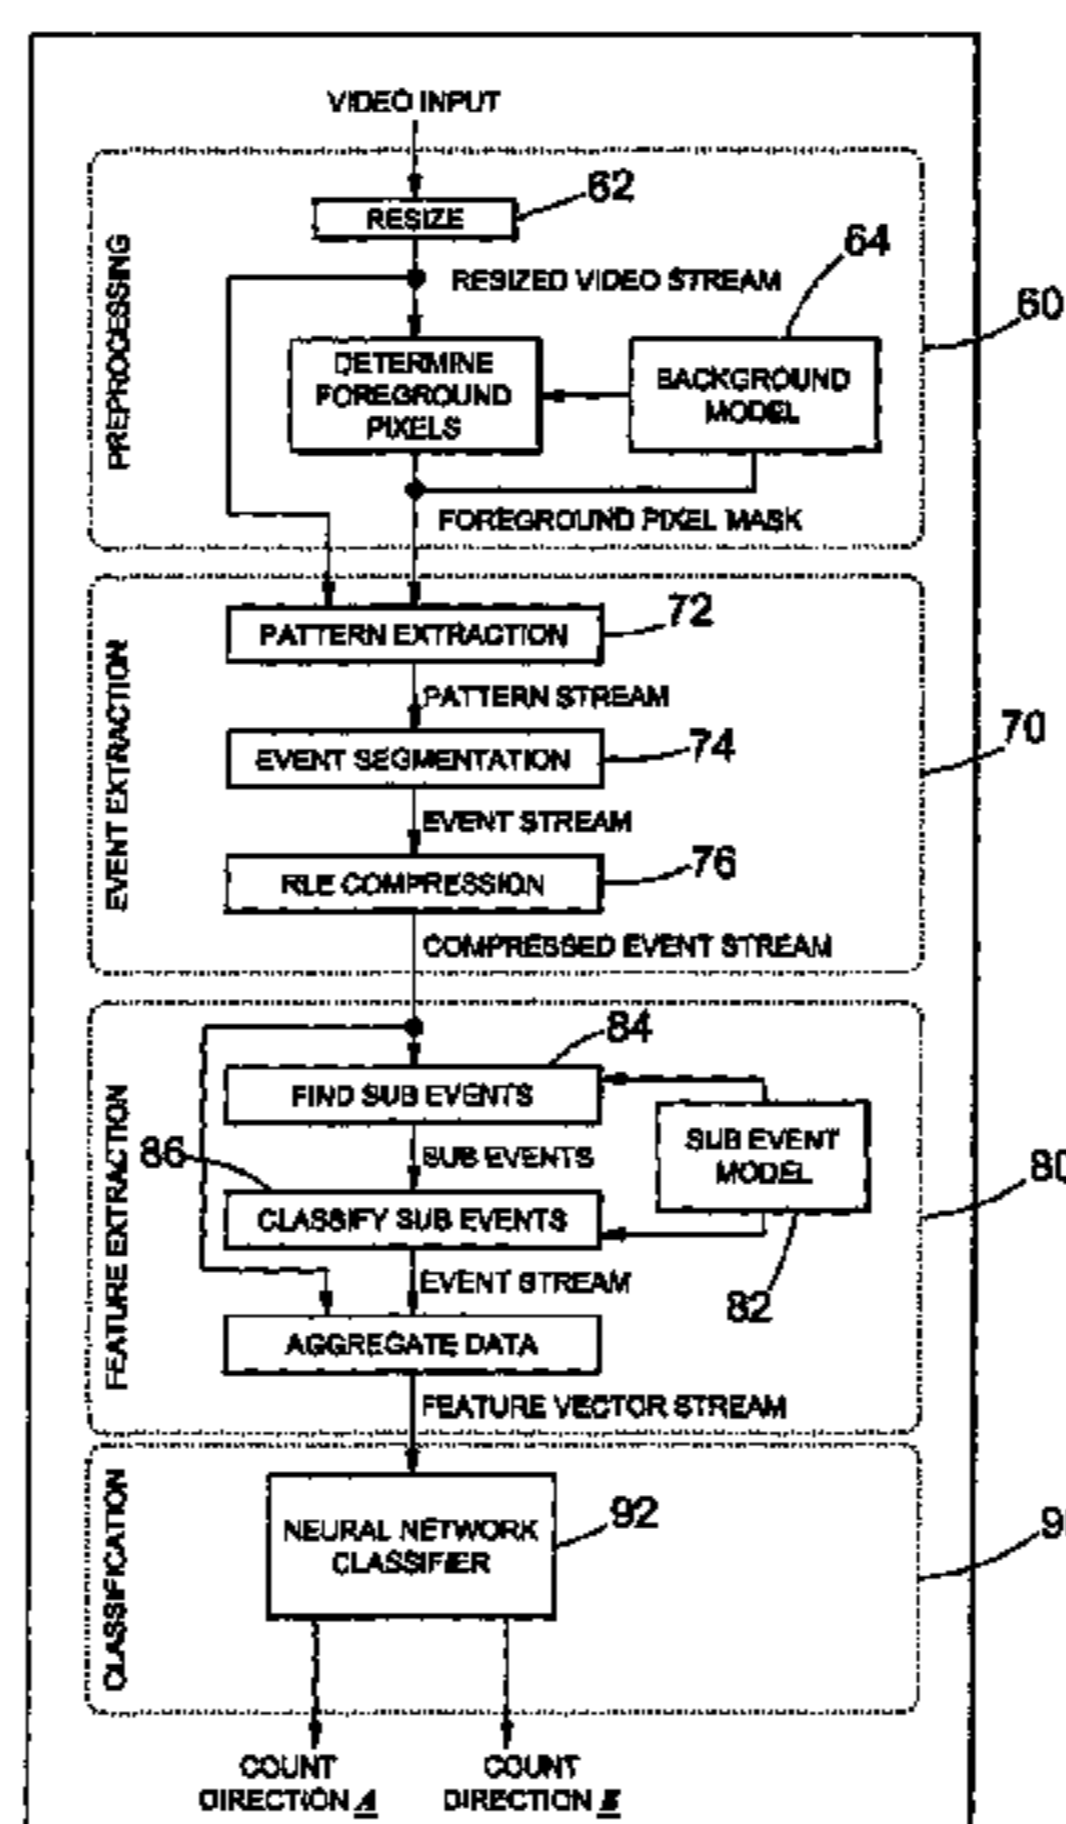 VIDEO INPUT
RESIZE
62
RESIZED VIDEO STREAM
64
60
PREPROCESSING
DETERMINE
FOREGROUND
PIXELS
BACKGROUND
MODEL
FOREGROUND PIXEL MASK
EVENT EXTRACTION
PATTERN EXTRACTION
72
PATTERN STREAM
70
EVENT SEGMENTATION
74
EVENT STREAM
RLE COMPRESSION
76
COMPRESSED EVENT STREAM
FEATURE EXTRACTION
84
FIND SUB EVENTS
86
SUB EVENTS
SUB EVENT
MODEL
80
CLASSIFY SUB EVENTS
EVENT STREAM
82
AGGREGATE DATA
FEATURE VECTOR STREAM
CLASSIFICATION
NEURAL NETWORK
CLASSIFIER
92
COUNT
DIRECTION A
COUNT
DIRECTION B